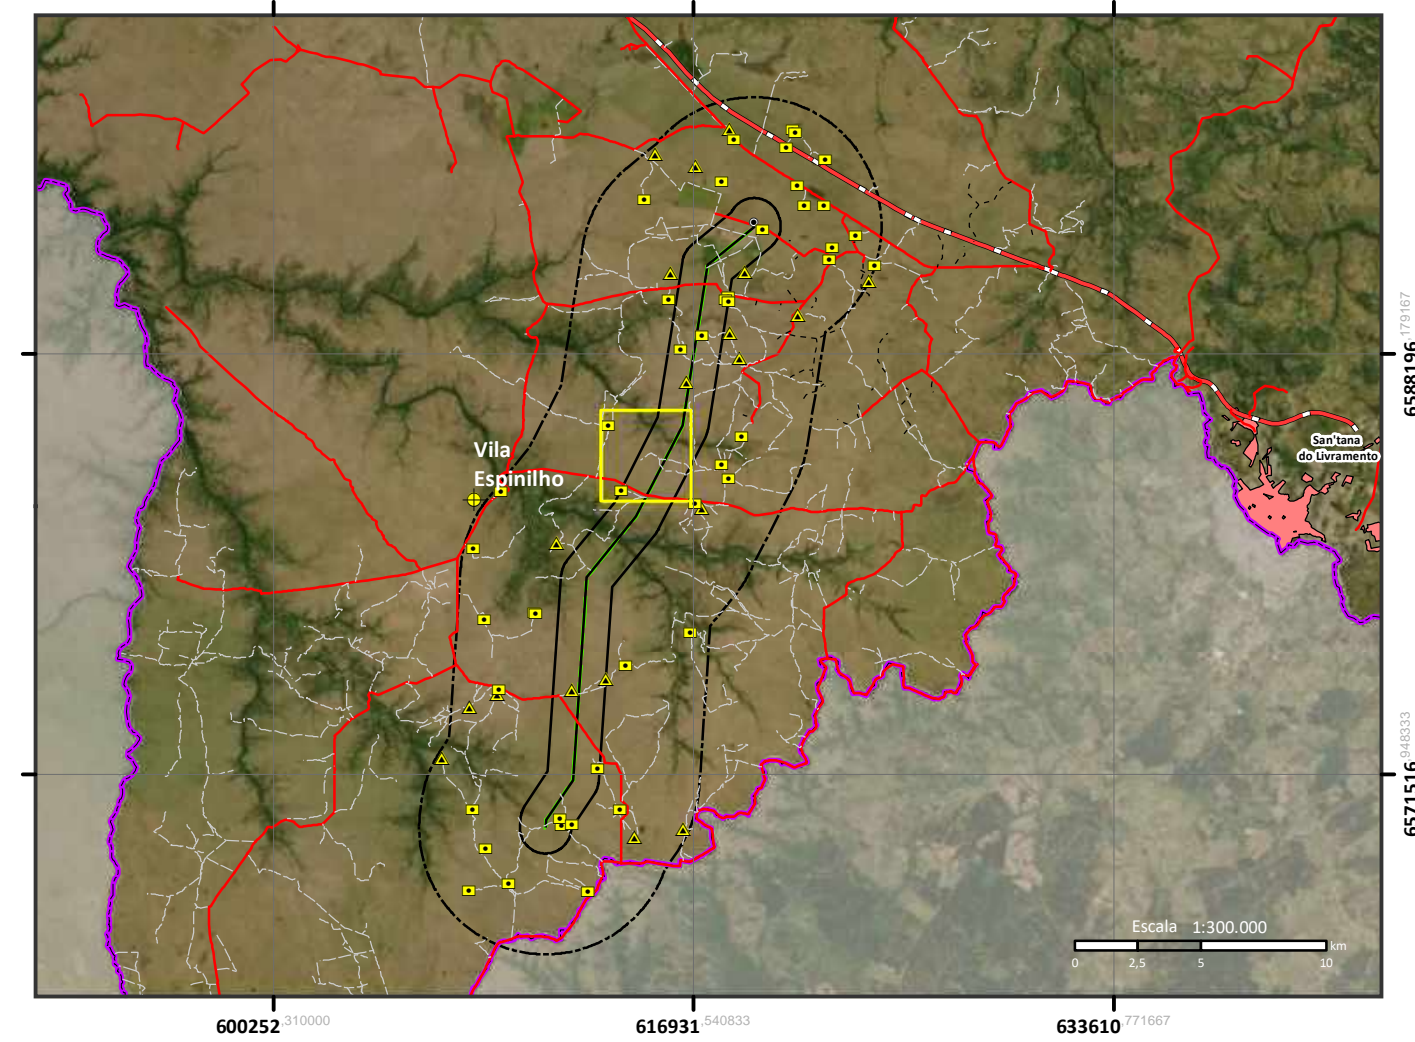 ,179167
6588196
Vila
Espinilho
San'tana
do Livramento
,948333
6571516
Escala 1:300.000
km
0 2,5 5 10
600252,310000 616931,540833 633610,771667